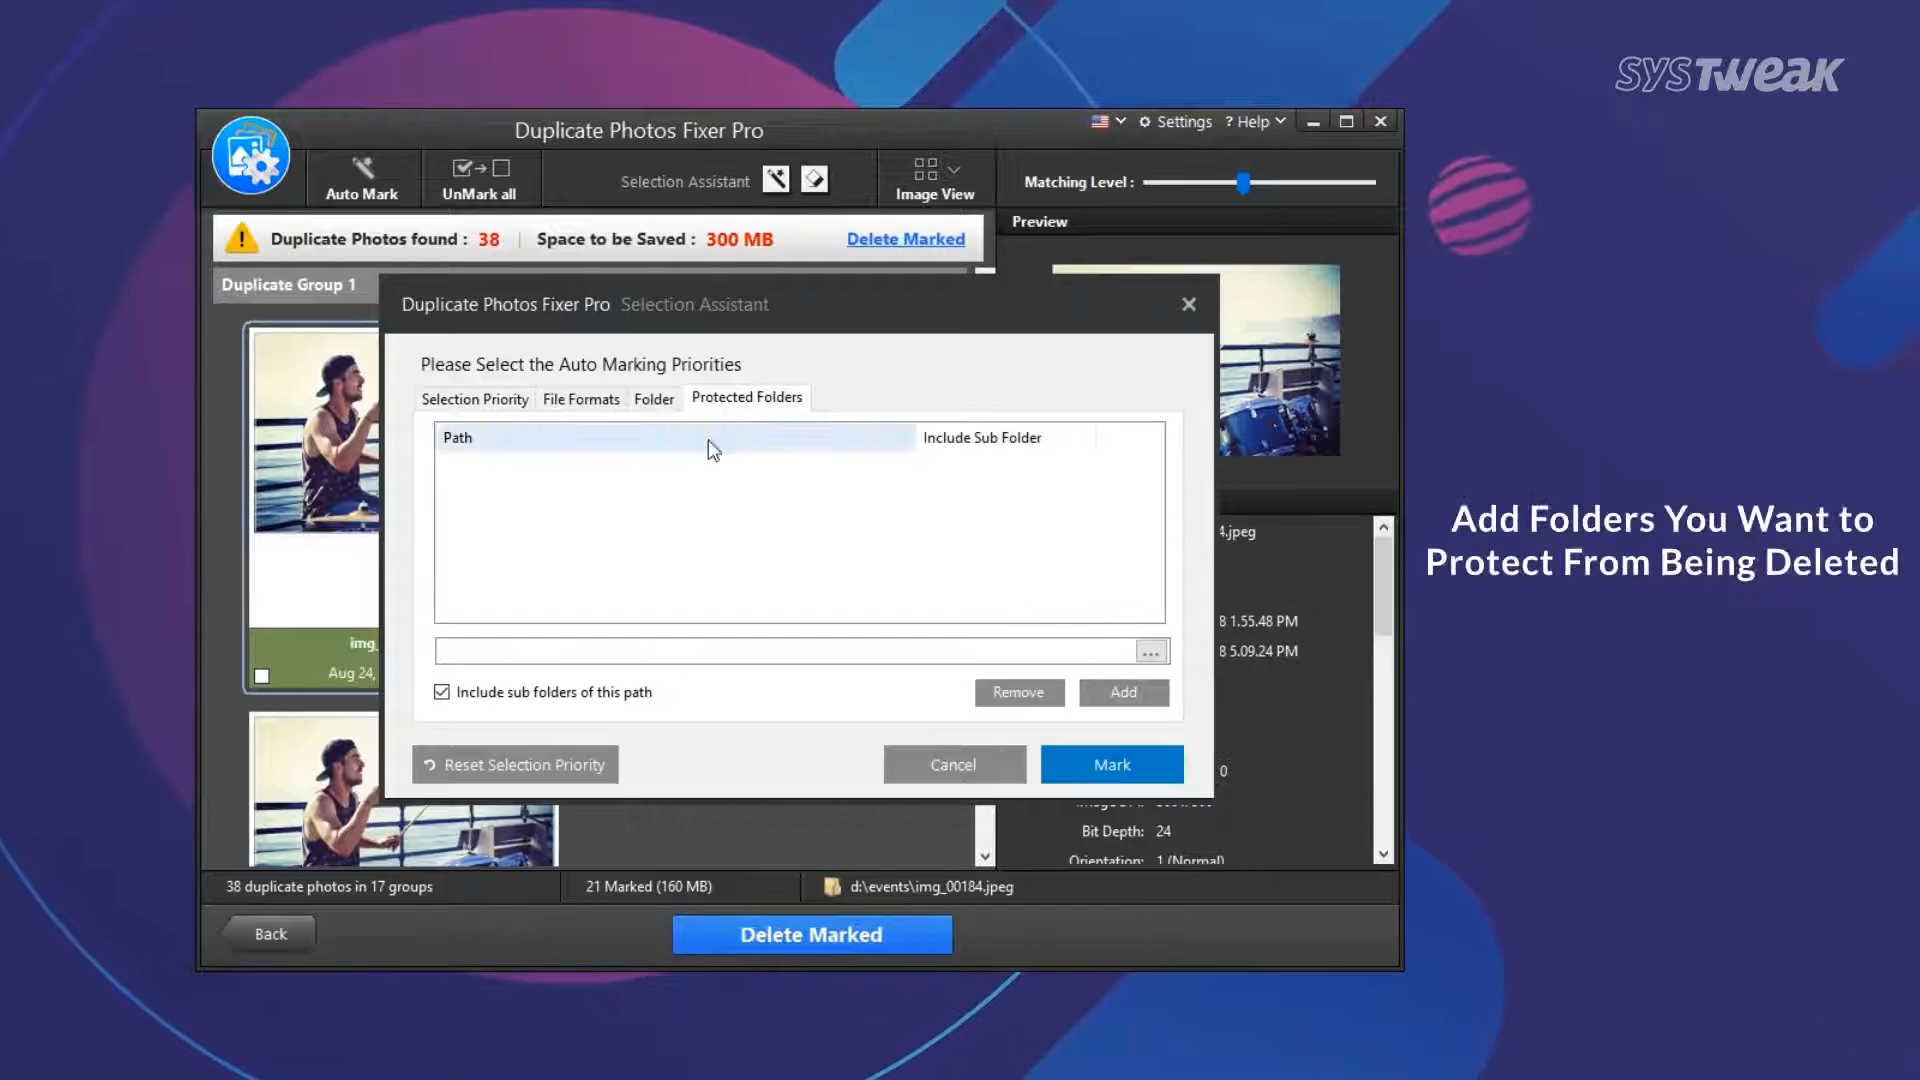 SYSTWEAK
Duplicate Photos Fixer Pro
Settings
? Help
Auto Mark
UnMark all
Selection Assistant
Image View
Matching Level :
Duplicate Photos found : 38
Space to be Saved : 300 MB
Delete Marked
Preview
Duplicate Group 1
Duplicate Photos Fixer Pro Selection Assistant
Please Select the Auto Marking Priorities
Selection Priority
File Formats
Folder
Protected Folders
Path
Include Sub Folder
...
Include sub folders of this path
Remove
Add
Reset Selection Priority
Cancel
Mark
img_
Aug 24,
4.jpeg
8 1.55.48 PM
8 5.09.24 PM
0
Bit Depth: 24
Orientation: 1 (Normal)
Add Folders You Want to
Protect From Being Deleted
38 duplicate photos in 17 groups
21 Marked (160 MB)
d:\events\img_00184.jpeg
Back
Delete Marked